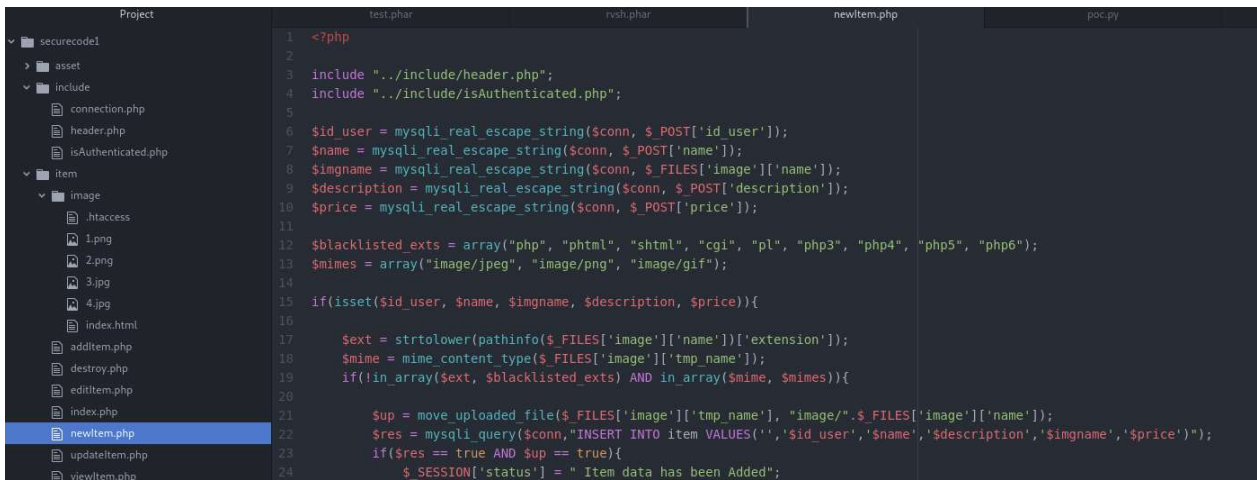 Project
test.phar
rvsh.phar
newItem.php
poc.py
securecode1
asset
include
connection.php
header.php
isAuthenticated.php
item
image
.htaccess
1.png
2.png
3.jpg
4.jpg
index.html
addItem.php
destroy.php
editItem.php
index.php
newItem.php
updateItem.php
viewItem.php
1 <?php
2
3 include "../include/header.php";
4 include "../include/isAuthenticated.php";
5
6 $id_user = mysqli_real_escape_string($conn, $_POST['id_user']);
7 $name = mysqli_real_escape_string($conn, $_POST['name']);
8 $imgname = mysqli_real_escape_string($conn, $_FILES['image']['name']);
9 $description = mysqli_real_escape_string($conn, $_POST['description']);
10 $price = mysqli_real_escape_string($conn, $_POST['price']);
11
12 $blacklisted_exts = array("php", "phtml", "shtml", "cgi", "pl", "php3", "php4", "php5", "php6");
13 $mimes = array("image/jpeg", "image/png", "image/gif");
14
15 if(isset($id_user, $name, $imgname, $description, $price)){
16
17 $ext = strtolower(pathinfo($_FILES['image']['name'])['extension']);
18 $mime = mime_content_type($_FILES['image']['tmp_name']);
19 if(!in_array($ext, $blacklisted_exts) AND in_array($mime, $mimes)){
20
21 $up = move_uploaded_file($_FILES['image']['tmp_name'], "image/".$_FILES['image']['name']);
22 $res = mysqli_query($conn,"INSERT INTO item VALUES('','$id_user','$name','$description','$imgname','$price')");
23 if($res == true AND $up == true){
24 $_SESSION['status'] = " Item data has been Added";